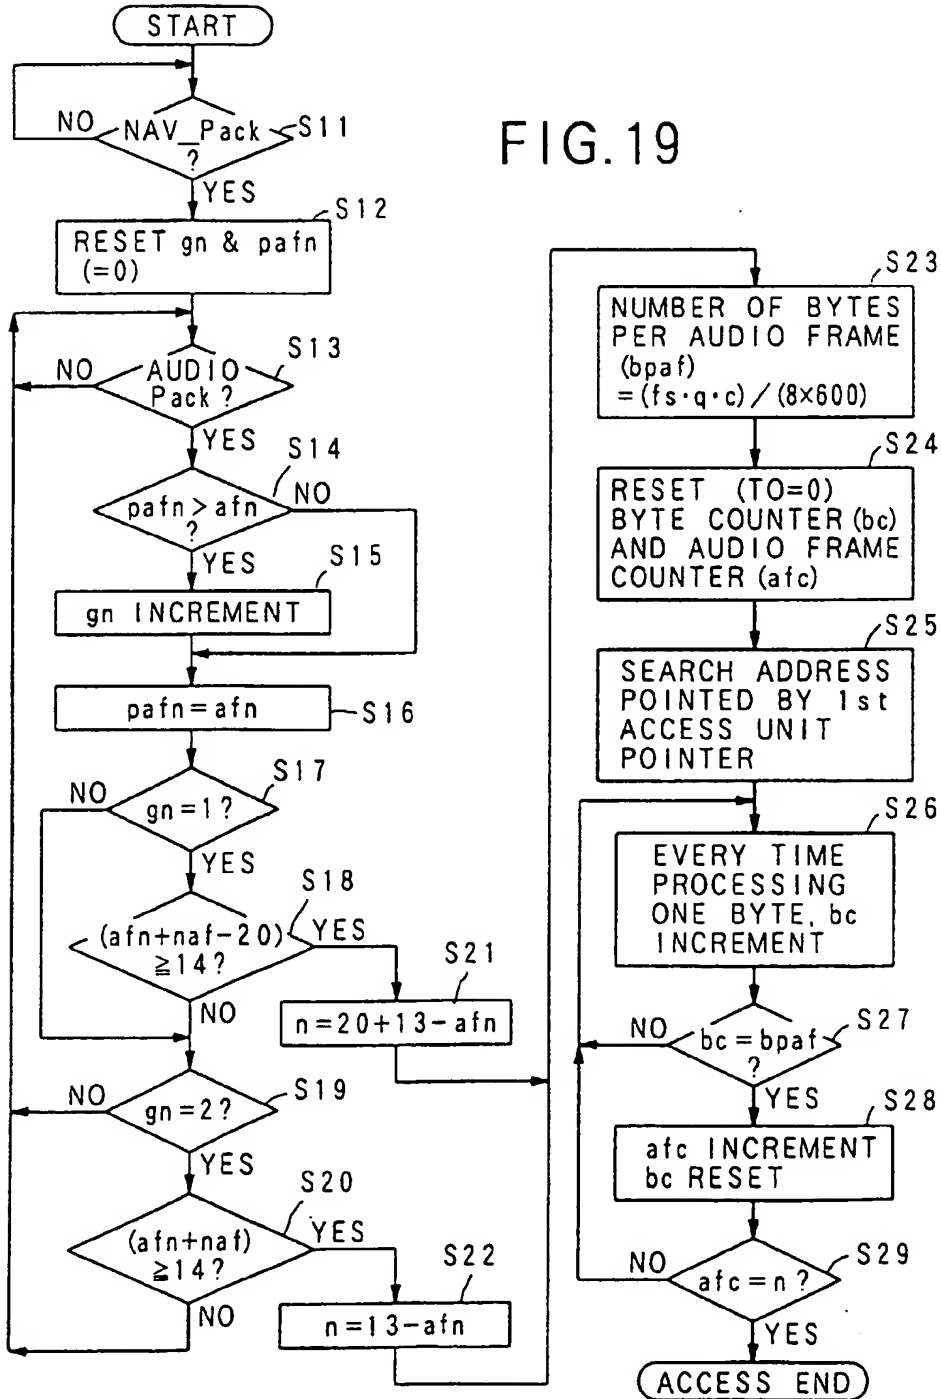 START
NO
NAV_Pack
?
S11
YES
FIG.19
S12
RESET gn & pafn
(=0)
S13
NO
AUDIO
Pack?
YES
S14
pafn>afn
?
NO
YES
S15
gn INCREMENT
pafn=afn
S16
S17
NO
gn=1?
YES
S18
(afn+naf-20)
≧14?
YES
NO
S21
n=20+13-afn
S19
NO
gn=2?
YES
S20
(afn+naf)
≧14?
YES
NO
S22
n=13-afn
S23
NUMBER OF BYTES
PER AUDIO FRAME
(bpaf)
=(fs·q·c)/(8×600)
S24
RESET (TO=0)
BYTE COUNTER(bc)
AND AUDIO FRAME
COUNTER(afc)
S25
SEARCH ADDRESS
POINTED BY 1st
ACCESS UNIT
POINTER
S26
EVERY TIME
PROCESSING
ONE BYTE, bc
INCREMENT
S27
NO
bc=bpaf
?
YES
S28
afc INCREMENT
bc RESET
S29
NO
afc=n?
YES
ACCESS END